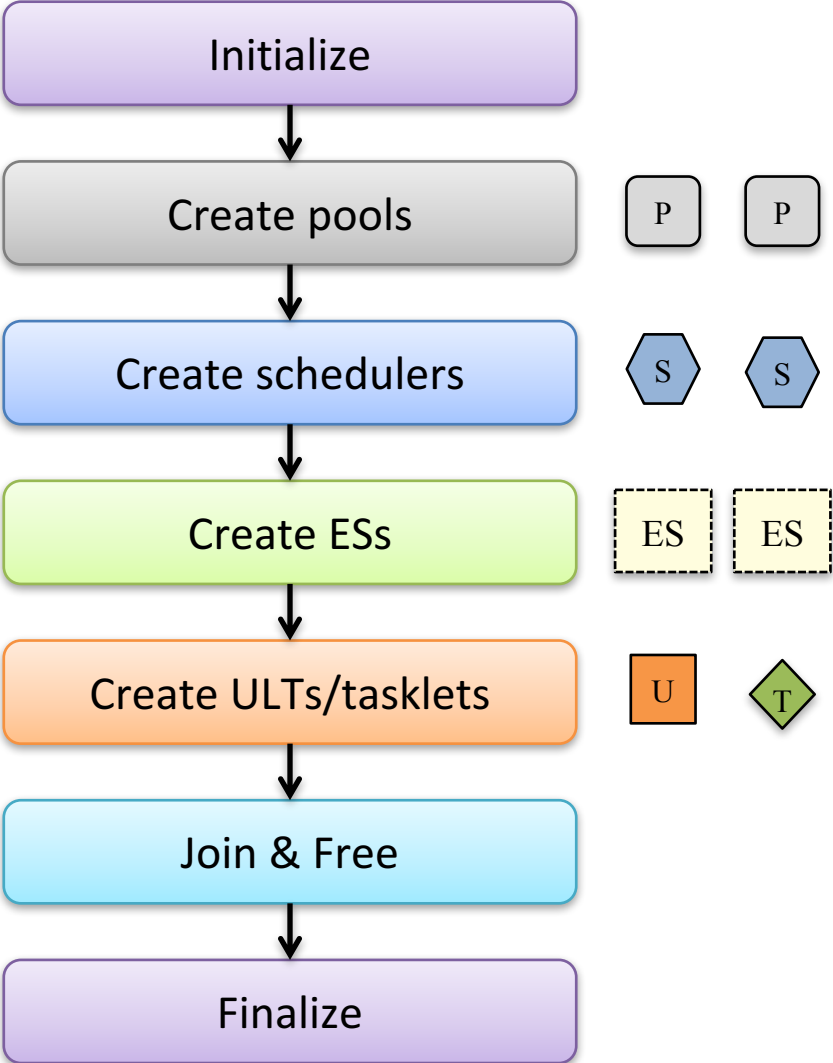 Initialize
Create pools
P P
Create schedulers
S S
Create ESs
ES ES
Create ULTs/tasklets
U T
Join & Free
Finalize